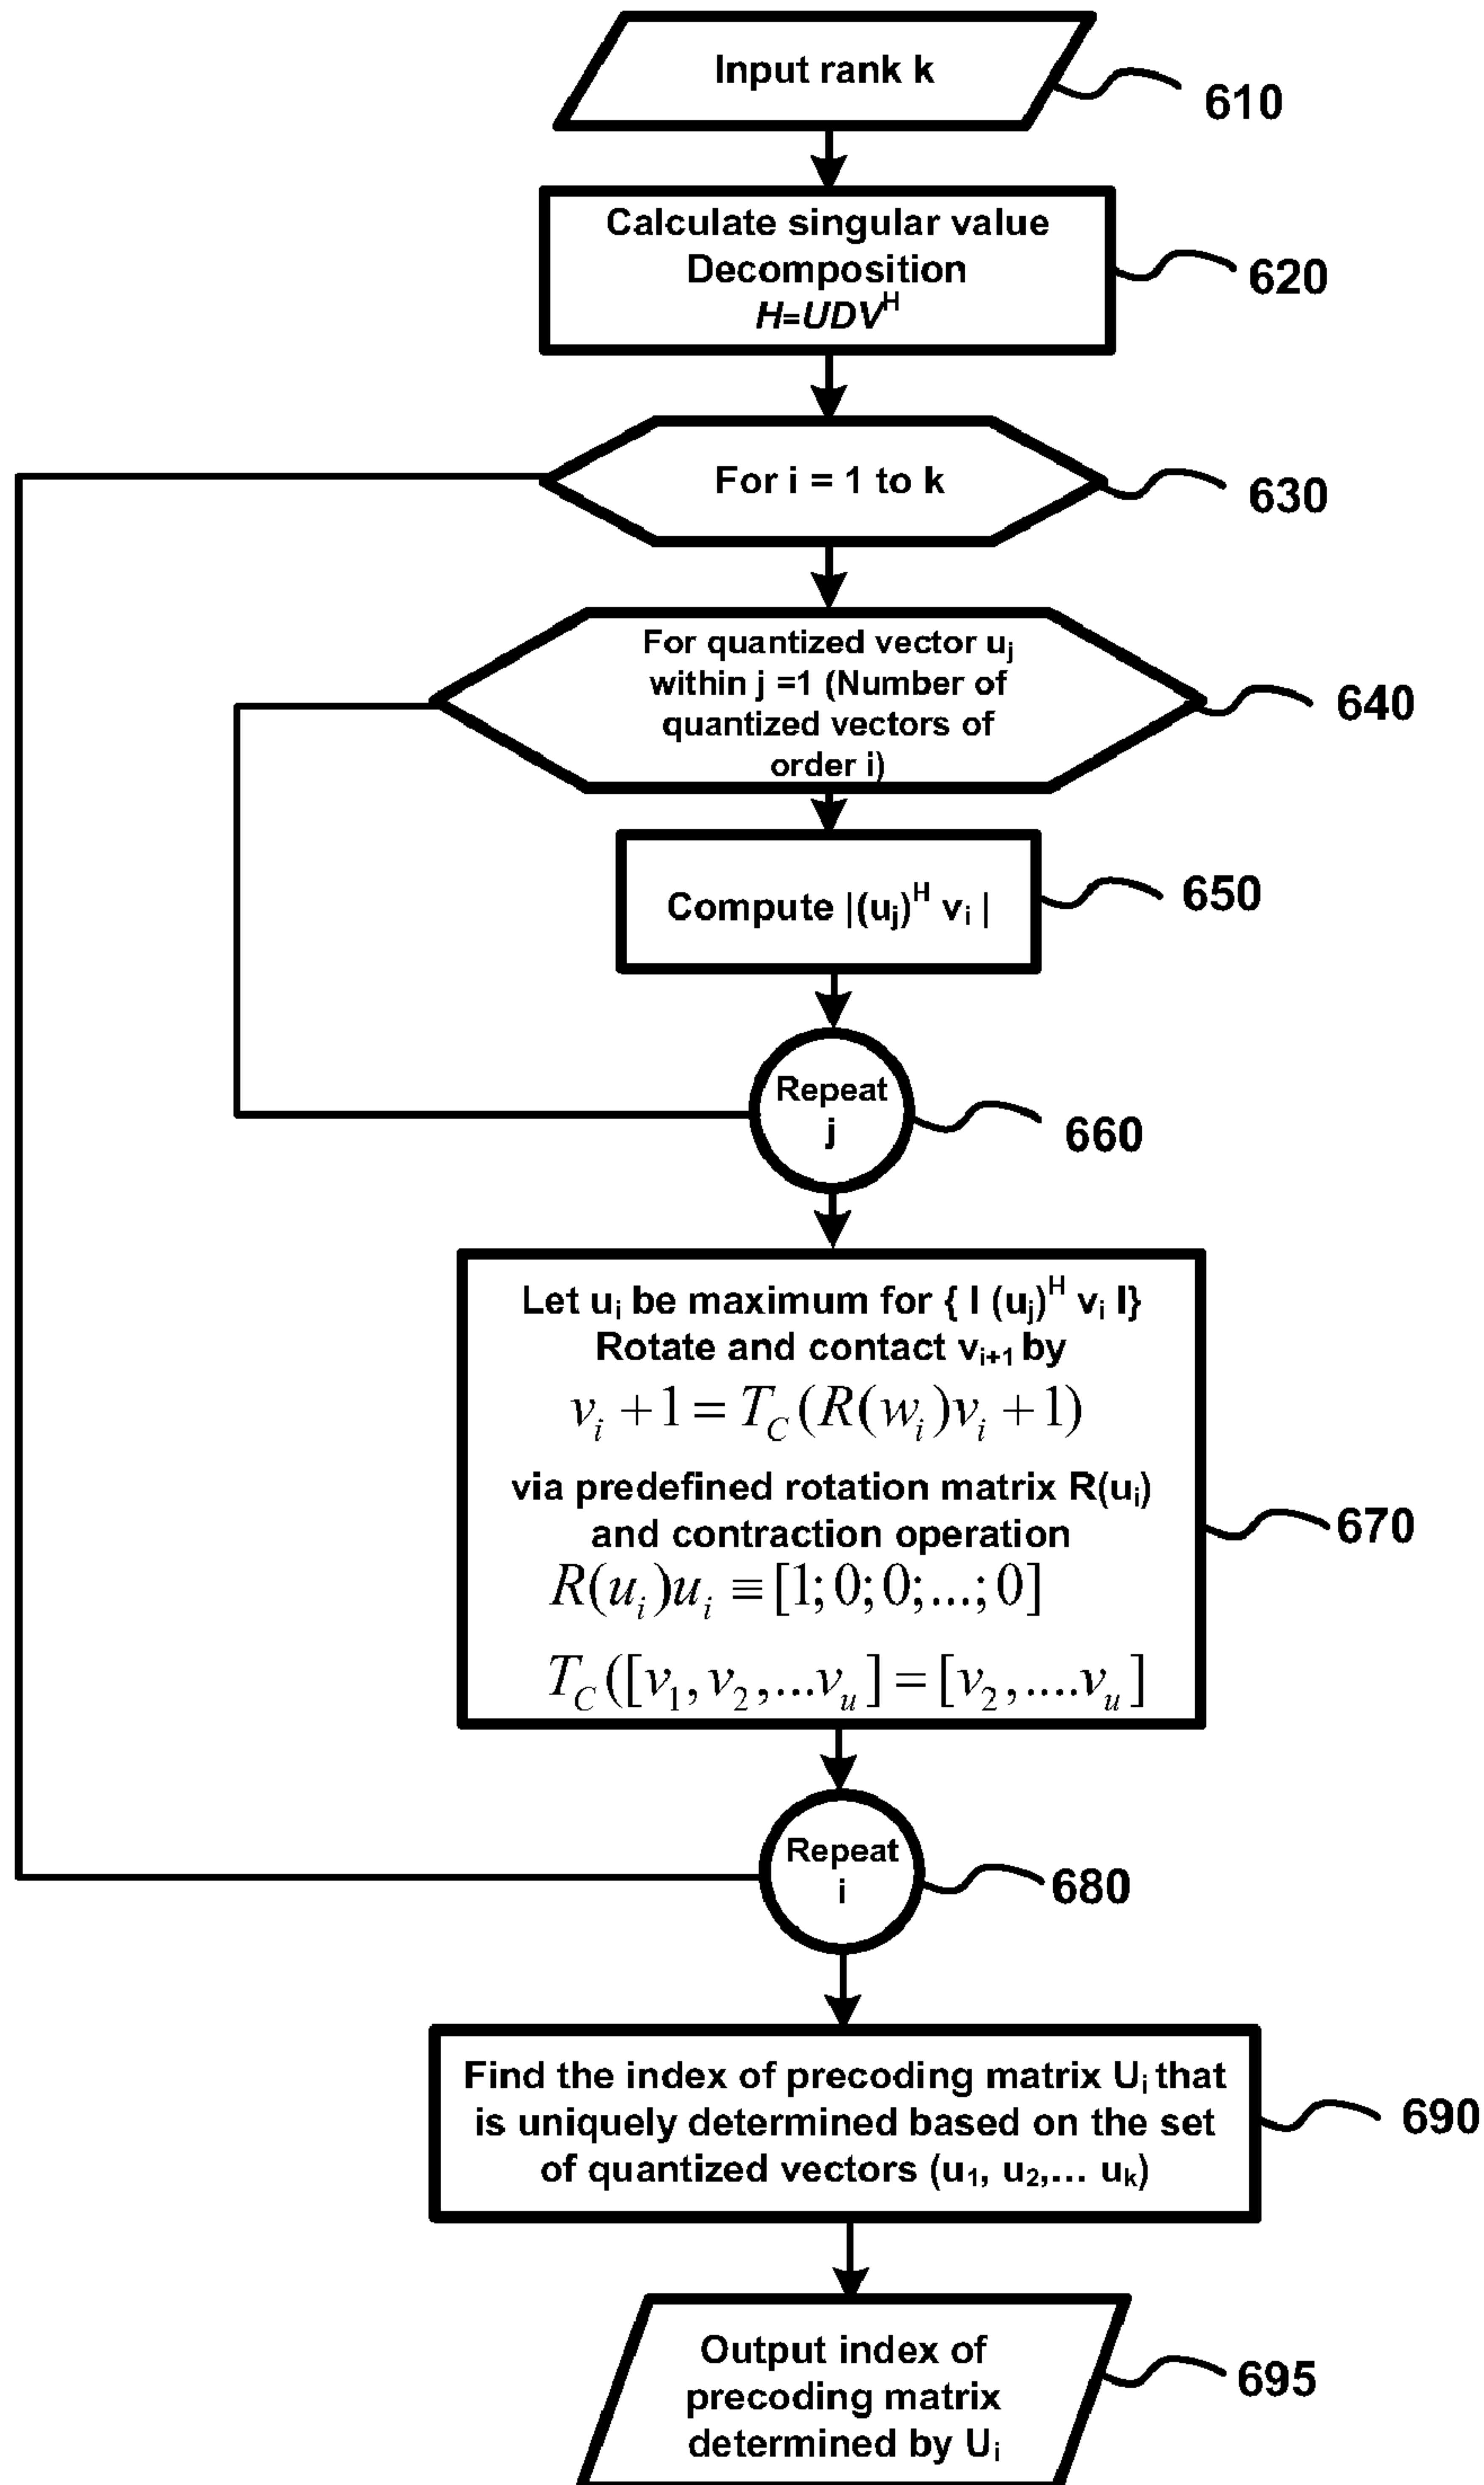 Input rank k
610
Calculate singular value
Decomposition
H=UDV^H
620
For i = 1 to k
630
For quantized vector u_j
within j =1 (Number of
quantized vectors of
order i)
640
Compute |(u_j)^H v_i |
650
Repeat
j
660
Let u_i be maximum for { I (u_j)^H v_i I}
Rotate and contact v_{i+1} by
v_i + 1 = T_C(R(w_i)v_i + 1)
via predefined rotation matrix R(u_i)
and contraction operation
R(u_i)u_i ≡ [1;0;0;...;0]
T_C([v_1,v_2,...v_u] = [v_2,....v_u]
670
Repeat
i
680
Find the index of precoding matrix U_i that
is uniquely determined based on the set
of quantized vectors (u_1, u_2,... u_k)
690
Output index of
precoding matrix
determined by U_i
695